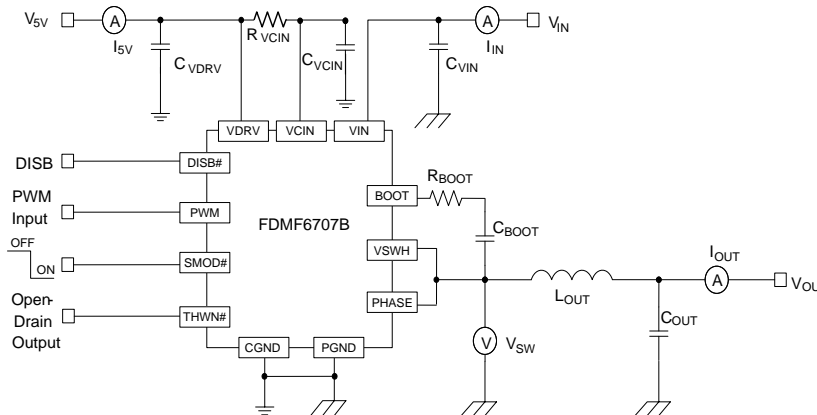 V5V
A
I5V
CVDRV
RVCIN
CVCIN
CVIN
A
IIN
VIN
VDRV
VCIN
VIN
DISB
DISB#
PWM
Input
PWM
OFF
ON
SMOD#
Open-
Drain
Output
THWN#
FDMF6707B
BOOT
RBOOT
CBOOT
VSWH
PHASE
LOUT
IOUT
A
VOU
COUT
V
VSW
CGND
PGND